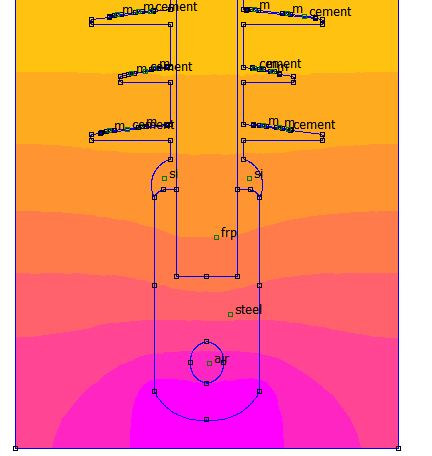 m m cement m m cement
m cement cement m
m m cement m m cement
si si
frp
steel
air